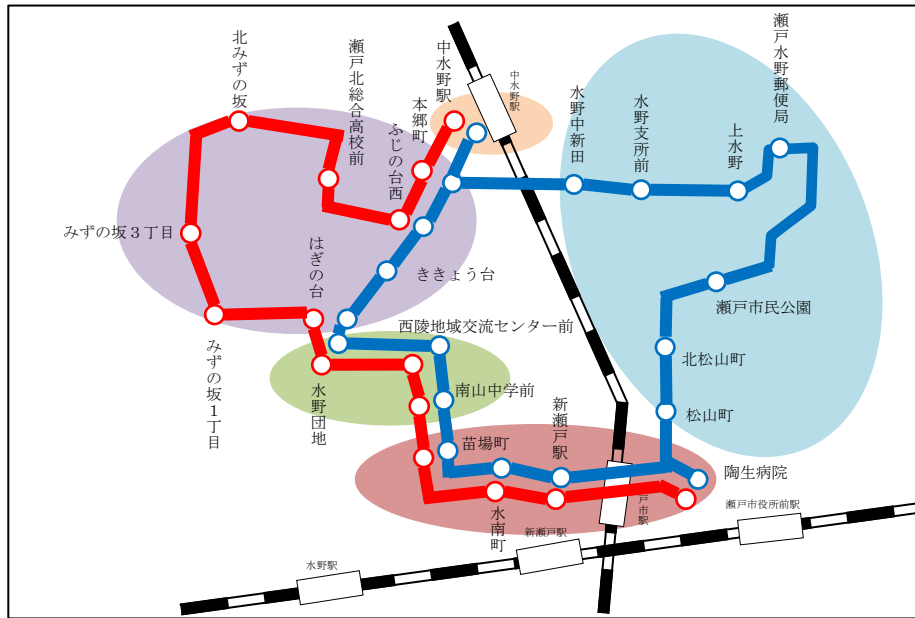 北みずの坂
瀬戸北総合高校前
中水野駅
本郷町
ふじの台西
中水野駅
水野中新田
水野支所前
上水野
瀬戸水野郵便局
みずの坂３丁目
はぎの台
ききょう台
瀬戸市民公園
西陵地域交流センター前
みずの坂１丁目
水野団地
南山中学前
北松山町
松山町
苗場町
新瀬戸駅
陶生病院
水南町
戸市駅
瀬戸市役所前駅
新瀬戸駅
水野駅